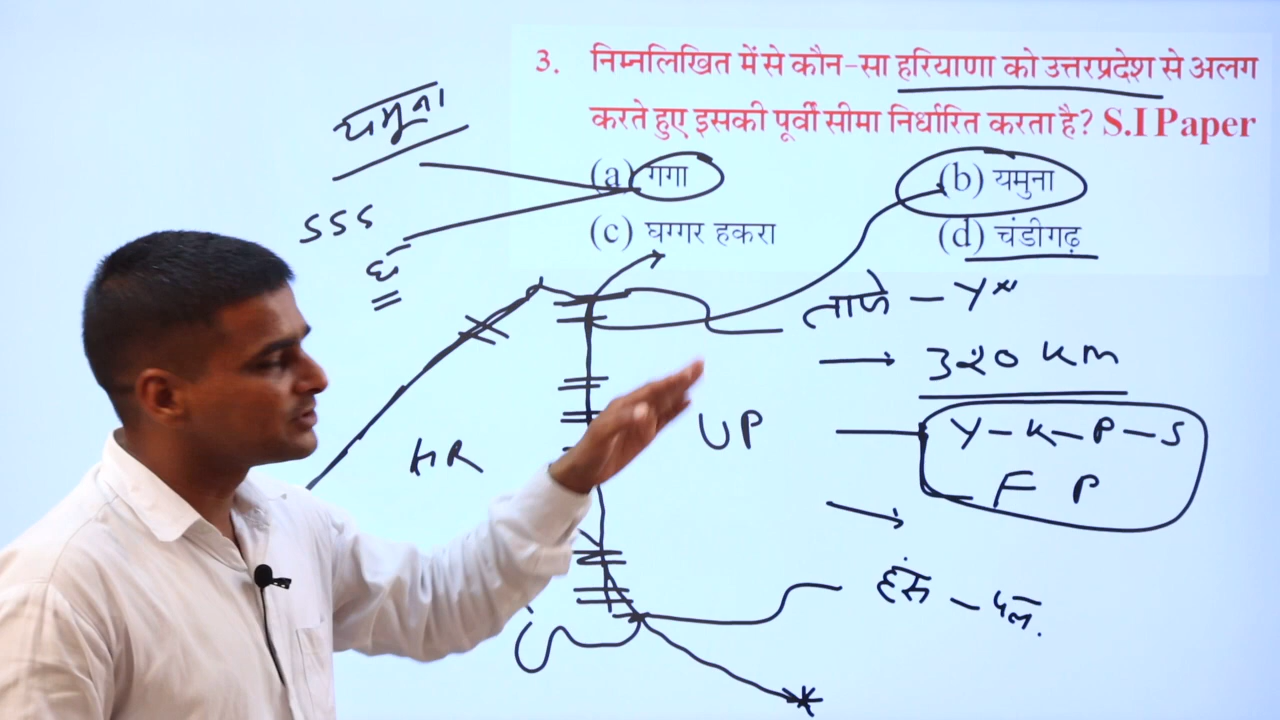 3. निम्नलिखित में से कौन-सा हरियाणा को उत्तरप्रदेश से अलग
करते हुए इसकी पूर्वी सीमा निर्धारित करता है? S.I Paper
(a) गगा
(b) यमुना
(c) घग्गर हकरा
(d) चंडीगढ़
यमुना
SSS
ताजे - Y
320 KM
HR
UP
Y-K-P-S
F P